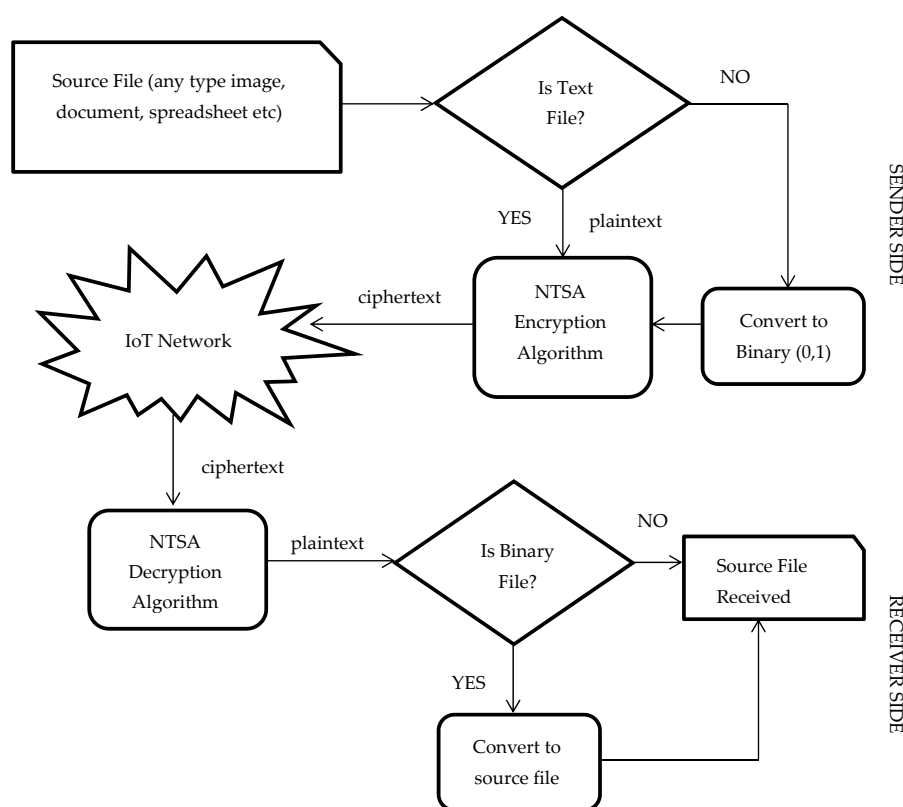 Source File (any type image,
document, spreadsheet etc)
Is Text
File?
NO
YES
plaintext
SENDER SIDE
NTSA
Encryption
Algorithm
Convert to
Binary (0,1)
ciphertext
IoT Network
ciphertext
NTSA
Decryption
Algorithm
plaintext
Is Binary
File?
NO
Source File
Received
YES
Convert to
source file
RECEIVER SIDE